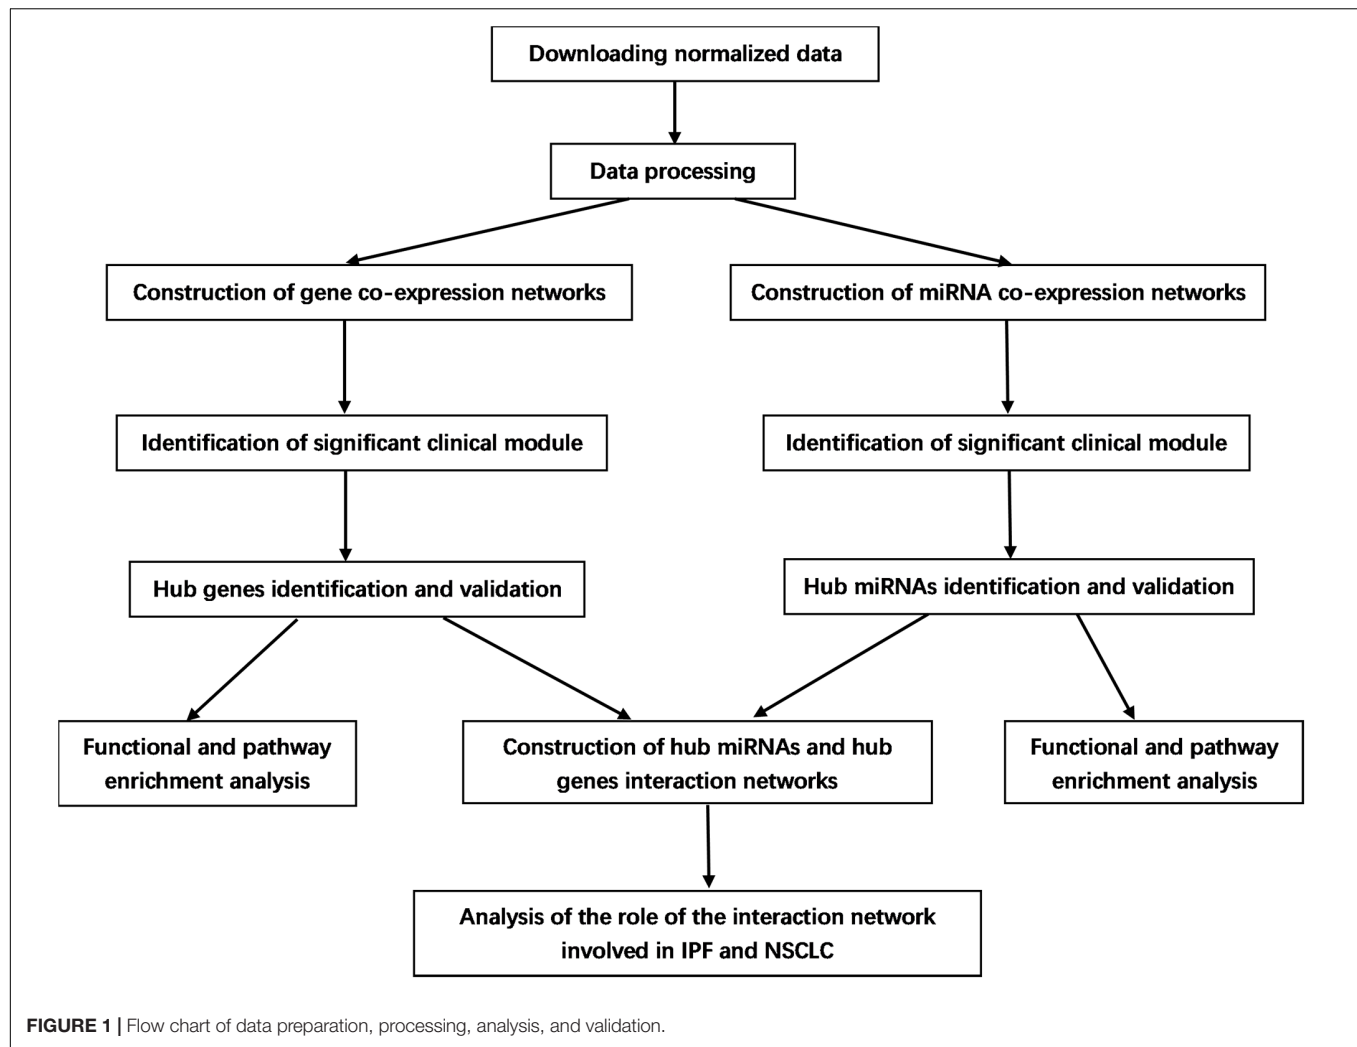 Downloading normalized data
Data processing
Construction of gene co-expression networks
Construction of miRNA co-expression networks
Identification of significant clinical module
Identification of significant clinical module
Hub genes identification and validation
Hub miRNAs identification and validation
Functional and pathway
enrichment analysis
Construction of hub miRNAs and hub
genes interaction networks
Functional and pathway
enrichment analysis
Analysis of the role of the interaction network
involved in IPF and NSCLC
FIGURE 1 | Flow chart of data preparation, processing, analysis, and validation.